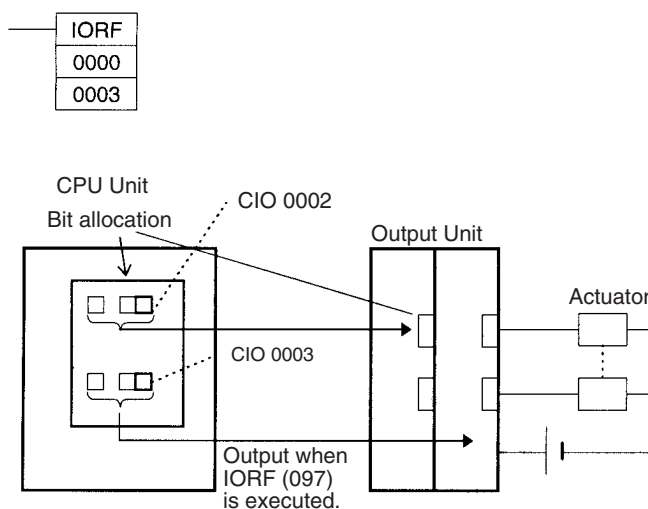 IORF
0000
0003
CPU Unit
Bit allocation
CIO 0002
Output Unit
Actuator
CIO 0003
Output when
IORF (097)
is executed.